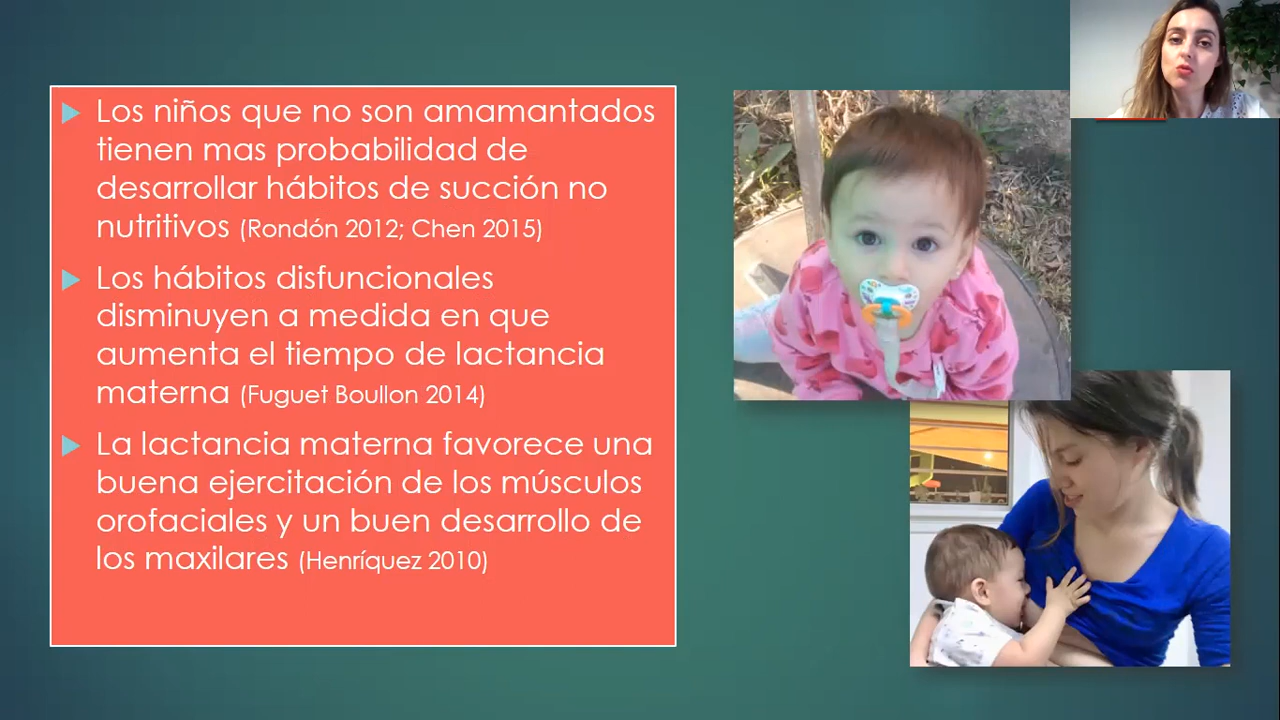 Los niños que no son amamantados
tienen mas probabilidad de
desarrollar hábitos de succión no
nutritivos (Rondón 2012; Chen 2015)
Los hábitos disfuncionales
disminuyen a medida en que
aumenta el tiempo de lactancia
materna (Fuguet Boullon 2014)
La lactancia materna favorece una
buena ejercitación de los músculos
orofaciales y un buen desarrollo de
los maxilares (Henríquez 2010)